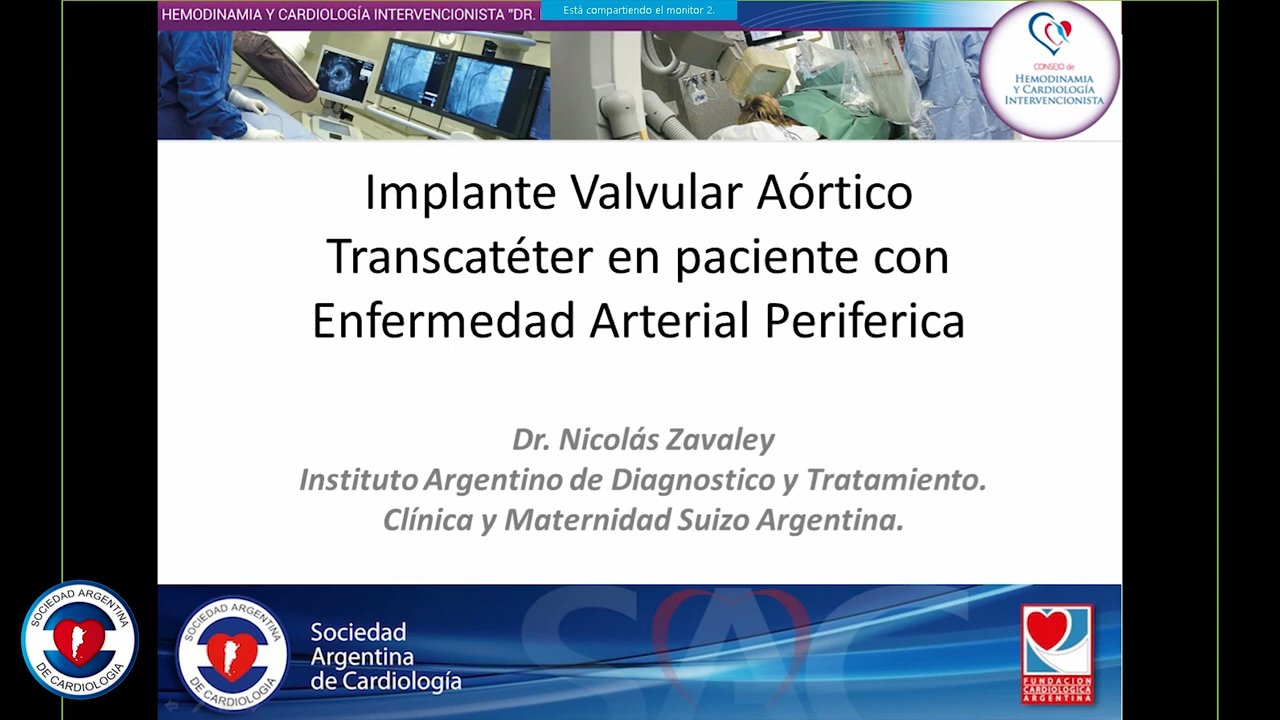 HEMODINAMIA Y CARDIOLOGÍA INTERVENCIONISTA "DR.
Está compartiendo el monitor 2.
CONSEJO de
HEMODINAMIA
Y CARDIOLOGÍA
INTERVENCIONISTA
Implante Valvular Aórtico
Transcatéter en paciente con
Enfermedad Arterial Periferica
Dr. Nicolás Zavaley
Instituto Argentino de Diagnostico y Tratamiento.
Clínica y Maternidad Suizo Argentina.
SOCIEDAD ARGENTINA
DE CARDIOLOGÍA
SOCIEDAD ARGENTINA
DE CARDIOLOGÍA
Sociedad
Argentina
de Cardiología
SAC
FUNDACION
CARDIOLOGICA
ARGENTINA